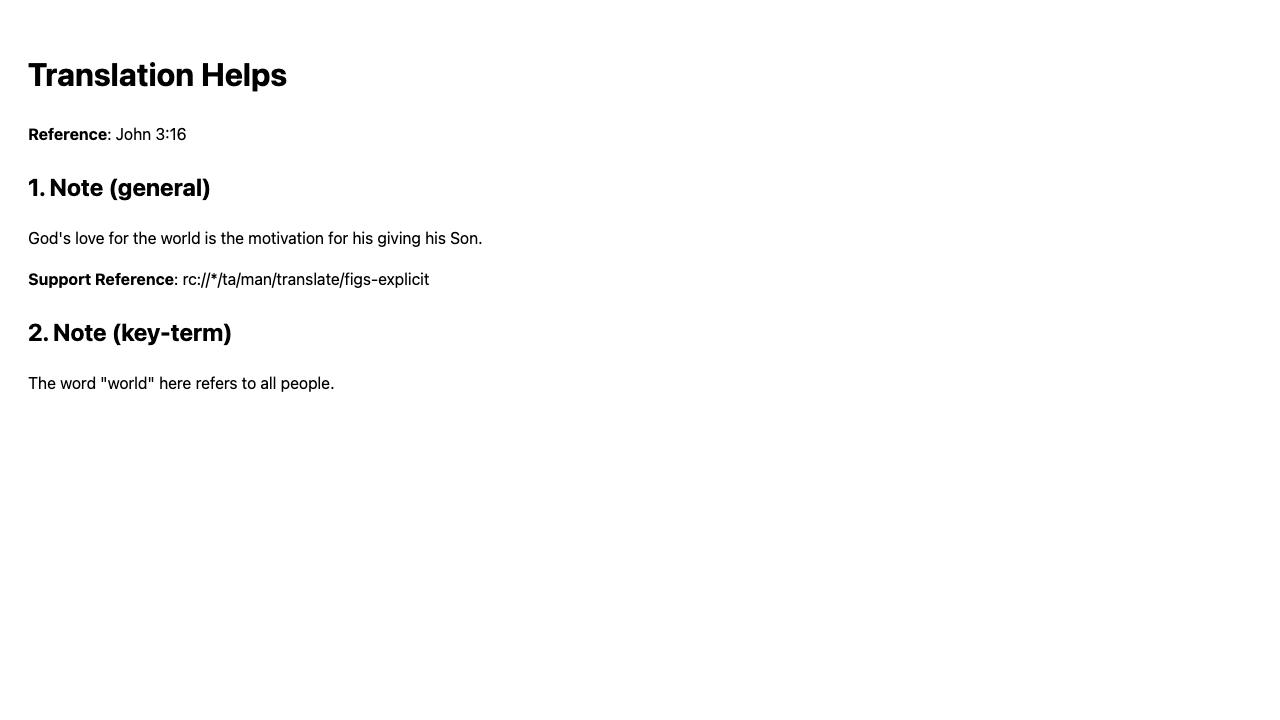 Translation Helps
Reference: John 3:16
1. Note (general)
God's love for the world is the motivation for his giving his Son.
Support Reference: rc://*/ta/man/translate/figs-explicit
2. Note (key-term)
The word "world" here refers to all people.